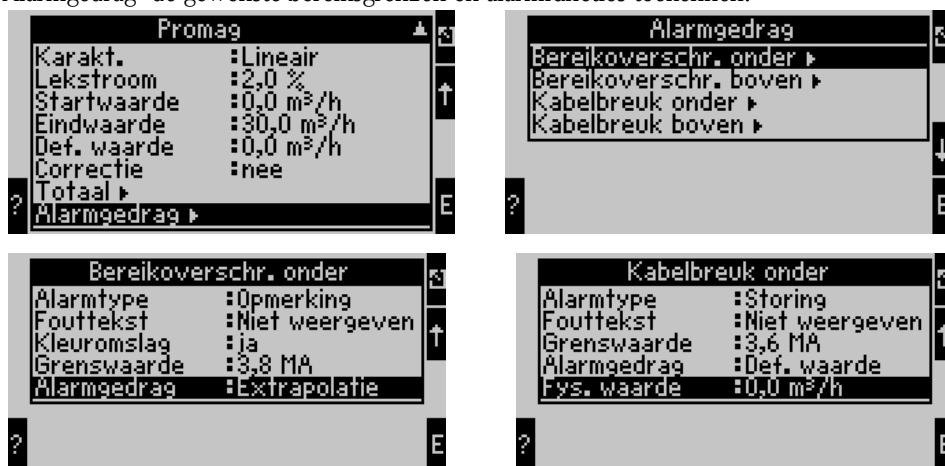 "Alarmgedrag" de gewenste bereiksgrenzen en alarmfuncties toekennen.
Promag
Karakt. :Lineair
Lekstroom :2,0 %
Startwaarde :0,0 m³/h
Eindwaarde :30,0 m³/h
Def. waarde :0,0 m³/h
Correctie :nee
Totaal
Alarmgedrag
? E
Alarmgedrag
Bereikoverschr. onder
Bereikoverschr. boven
Kabelbreuk onder
Kabelbreuk boven
? E
Bereikoverschr. onder
Alarmtype :Opmerking
Fouttekst :Niet weergeven
Kleuromslag :ja
Grenswaarde :3,8 MA
Alarmgedrag :Extrapolatie
? E
Kabelbreuk onder
Alarmtype :Storing
Fouttekst :Niet weergeven
Grenswaarde :3,6 MA
Alarmgedrag :Def. waarde
Fys. waarde :0,0 m³/h
? E